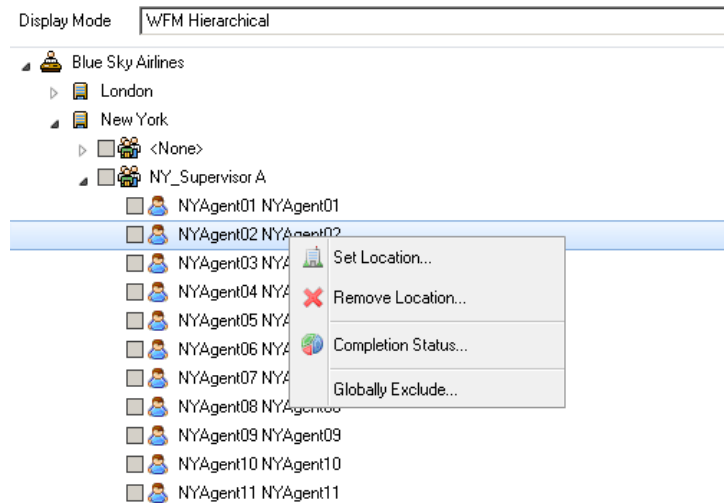 Display Mode WFM Hierarchical
Blue Sky Airlines
London
New York
<None>
NY_Supervisor A
NYAgent01 NYAgent01
NYAgent02 NYAgent02
NYAgent03
Set Location...
NYAgent04
Remove Location...
NYAgent05
NYAgent06
Completion Status...
NYAgent07
Globally Exclude...
NYAgent08
NYAgent09 NYAgent09
NYAgent10 NYAgent10
NYAgent11 NYAgent11